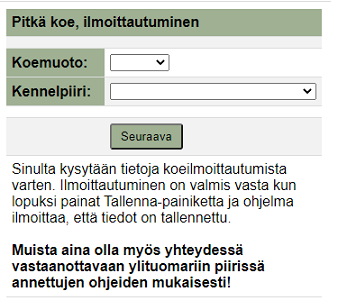 Pitkä koe, ilmoittautuminen
Koemuoto:
Kennelpiiri:
Seuraava
Sinulta kysytään tietoja koeilmoittautumista
varten. Ilmoittautuminen on valmis vasta kun
lopuksi painat Tallenna-painiketta ja ohjelma
ilmoittaa, että tiedot on tallennettu.
Muista aina olla myös yhteydessä
vastaanottavaan ylituomariin piirissä
annettujen ohjeiden mukaisesti!